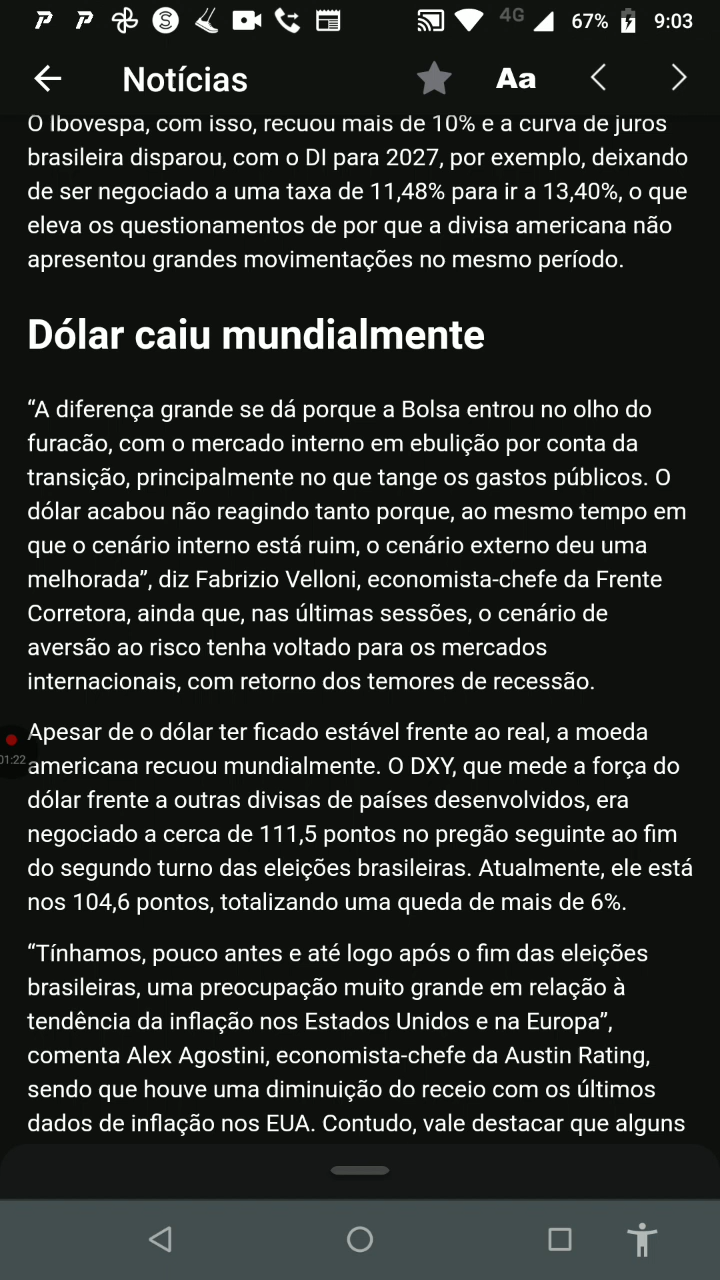 4G 67% 9:03
Notícias Aa
O Ibovespa, com isso, recuou mais de 10% e a curva de juros
brasileira disparou, com o DI para 2027, por exemplo, deixando
de ser negociado a uma taxa de 11,48% para ir a 13,40%, o que
eleva os questionamentos de por que a divisa americana não
apresentou grandes movimentações no mesmo período.
Dólar caiu mundialmente
“A diferença grande se dá porque a Bolsa entrou no olho do
furacão, com o mercado interno em ebulição por conta da
transição, principalmente no que tange os gastos públicos. O
dólar acabou não reagindo tanto porque, ao mesmo tempo em
que o cenário interno está ruim, o cenário externo deu uma
melhorada”, diz Fabrizio Velloni, economista-chefe da Frente
Corretora, ainda que, nas últimas sessões, o cenário de
aversão ao risco tenha voltado para os mercados
internacionais, com retorno dos temores de recessão.
Apesar de o dólar ter ficado estável frente ao real, a moeda
01:22
americana recuou mundialmente. O DXY, que mede a força do
dólar frente a outras divisas de países desenvolvidos, era
negociado a cerca de 111,5 pontos no pregão seguinte ao fim
do segundo turno das eleições brasileiras. Atualmente, ele está
nos 104,6 pontos, totalizando uma queda de mais de 6%.
“Tínhamos, pouco antes e até logo após o fim das eleições
brasileiras, uma preocupação muito grande em relação à
tendência da inflação nos Estados Unidos e na Europa”,
comenta Alex Agostini, economista-chefe da Austin Rating,
sendo que houve uma diminuição do receio com os últimos
dados de inflação nos EUA. Contudo, vale destacar que alguns